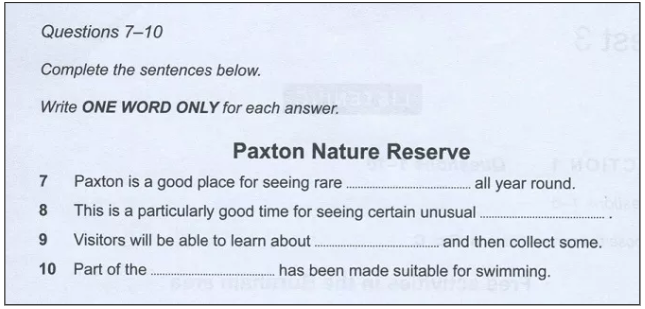 Questions 7–10
Complete the sentences below.
Write ONE WORD ONLY for each answer.
Paxton Nature Reserve
7 Paxton is a good place for seeing rare .............................. all year round.
8 This is a particularly good time for seeing certain unusual .............................. .
9 Visitors will be able to learn about .............................. and then collect some.
10 Part of the .............................. has been made suitable for swimming.